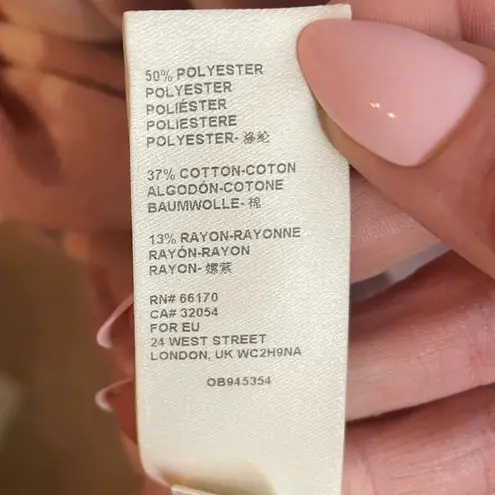 50% POLYESTER
POLYESTER
POLIÉSTER
POLIESTERE
POLYESTER- 涤纶
37% COTTON-COTON
ALGODÓN-COTONE
BAUMWOLLE- 棉
13% RAYON-RAYONNE
RAYÓN-RAYON
RAYON- 嫘萦
RN# 66170
CA# 32054
FOR EU
24 WEST STREET
LONDON, UK WC2H9NA
OB945354